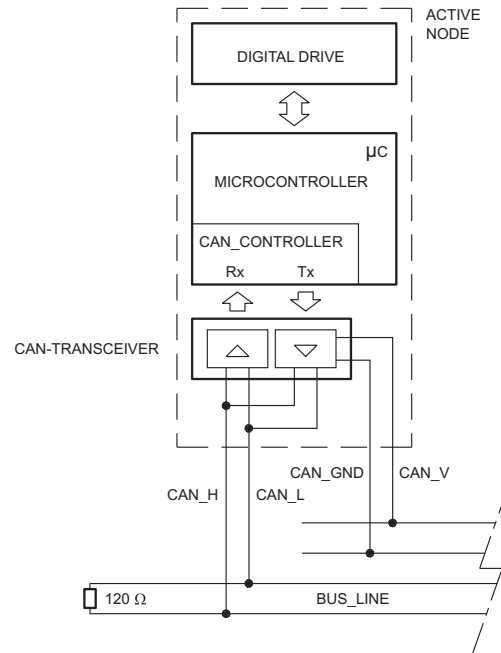 ACTIVE
NODE
DIGITAL DRIVE
μC
MICROCONTROLLER
CAN_CONTROLLER
Rx Tx
CAN-TRANSCEIVER
CAN_GND CAN_V
CAN_H CAN_L
120 Ω BUS_LINE